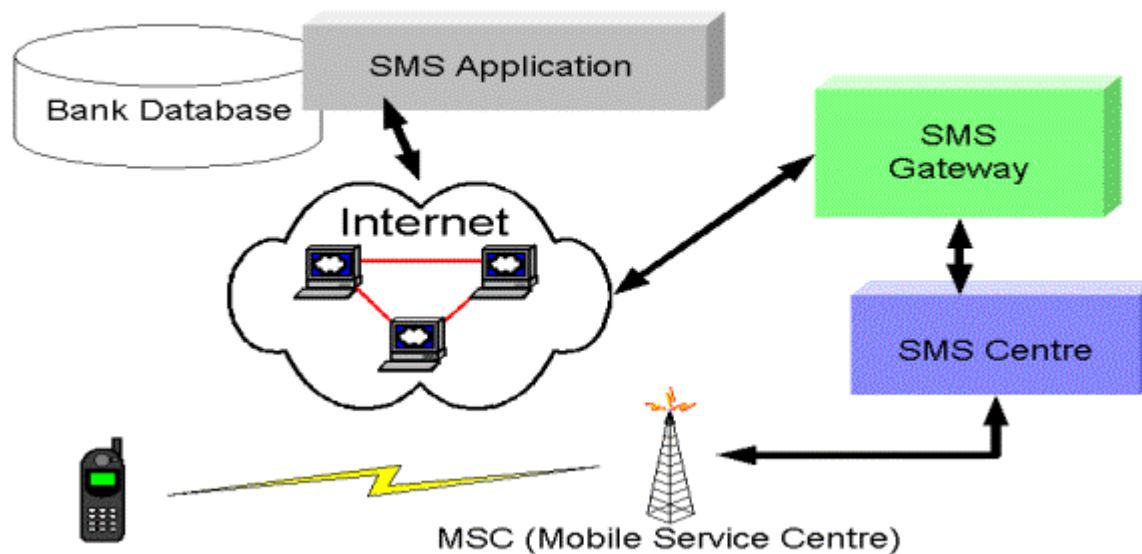 SMS Application
Bank Database
SMS
Gateway
Internet
SMS Centre
MSC (Mobile Service Centre)